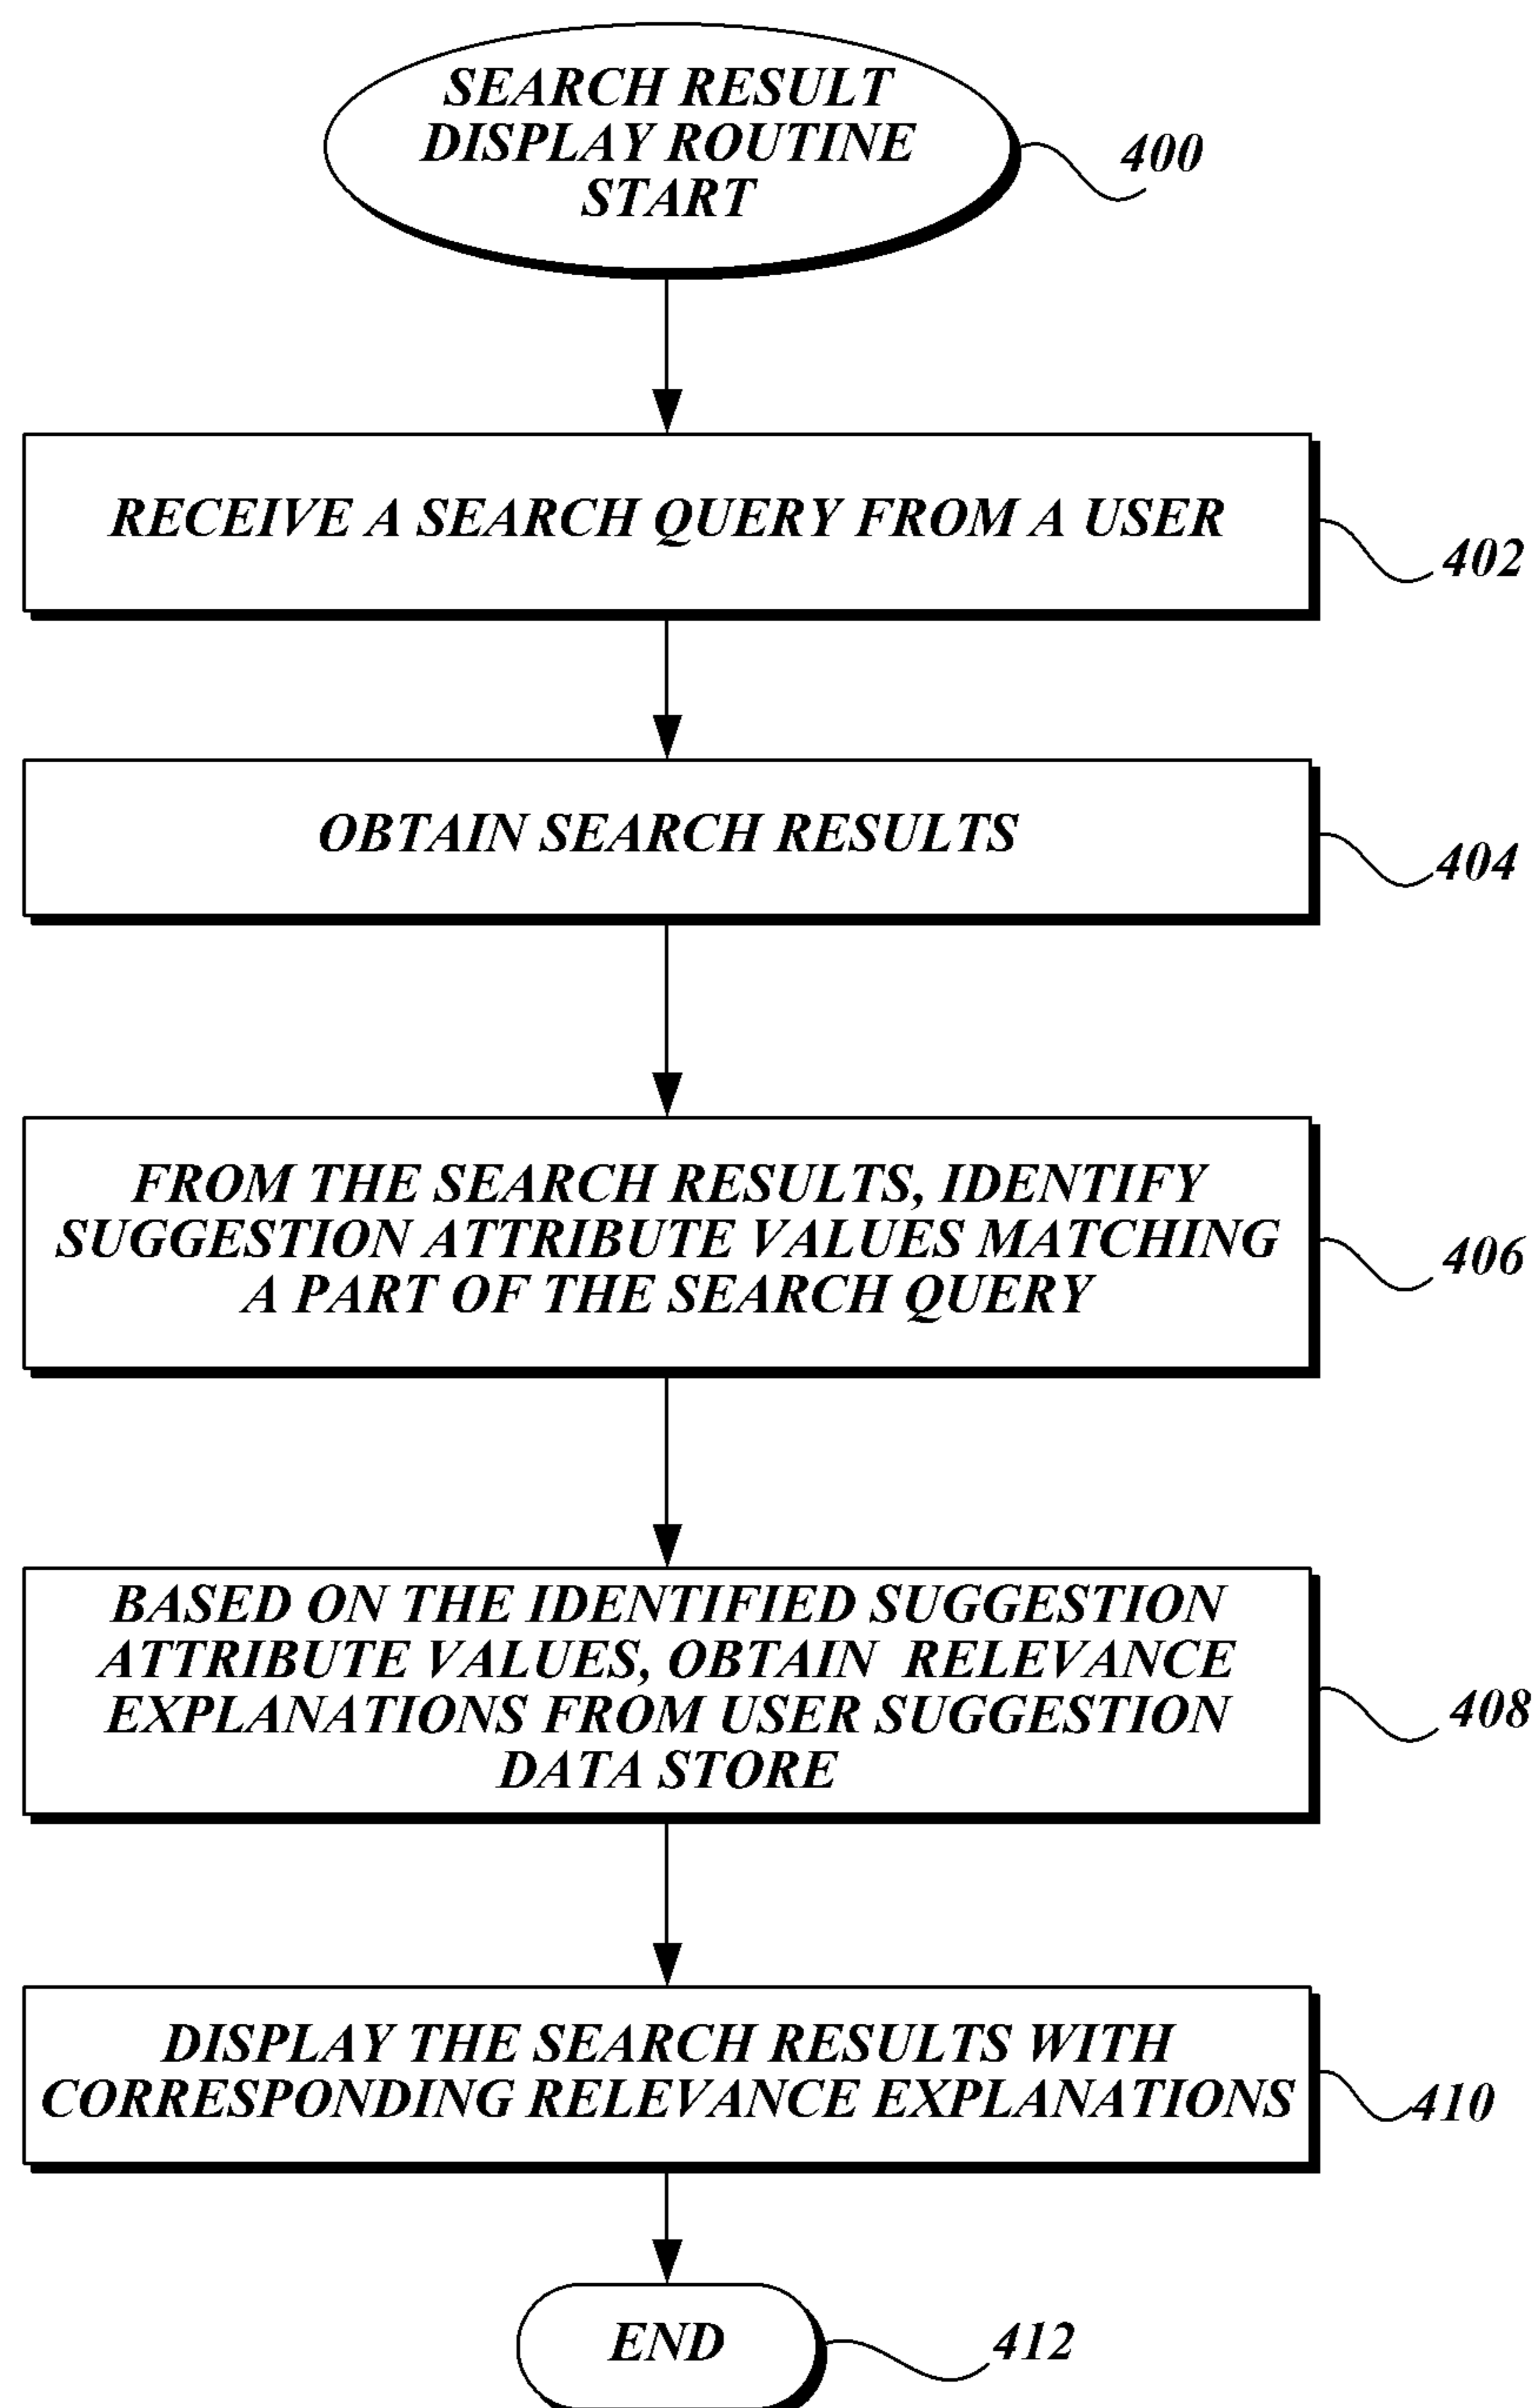 SEARCH RESULT
DISPLAY ROUTINE
START
400
RECEIVE A SEARCH QUERY FROM A USER
402
OBTAIN SEARCH RESULTS
404
FROM THE SEARCH RESULTS, IDENTIFY
SUGGESTION ATTRIBUTE VALUES MATCHING
A PART OF THE SEARCH QUERY
406
BASED ON THE IDENTIFIED SUGGESTION
ATTRIBUTE VALUES, OBTAIN RELEVANCE
EXPLANATIONS FROM USER SUGGESTION
DATA STORE
408
DISPLAY THE SEARCH RESULTS WITH
CORRESPONDING RELEVANCE EXPLANATIONS
410
END
412